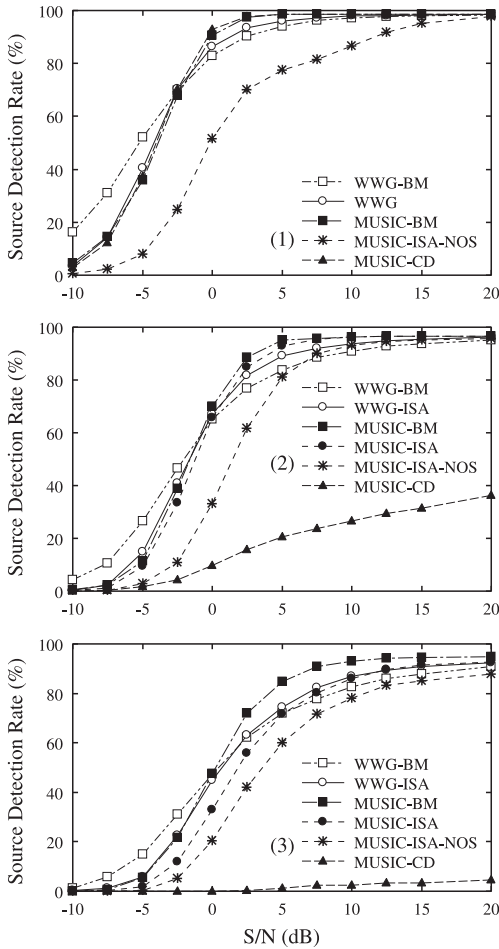 Source Detection Rate (%)
100
80
60
40
20
0
WWG-BM
WWG
MUSIC-BM
MUSIC-ISA-NOS
MUSIC-CD
(1)
-10
-5
0
5
10
15
20
Source Detection Rate (%)
100
80
60
40
20
0
WWG-BM
WWG-ISA
MUSIC-BM
MUSIC-ISA
MUSIC-ISA-NOS
MUSIC-CD
(2)
-10
-5
0
5
10
15
20
Source Detection Rate (%)
100
80
60
40
20
0
WWG-BM
WWG-ISA
MUSIC-BM
MUSIC-ISA
MUSIC-ISA-NOS
MUSIC-CD
(3)
-10
-5
0
5
10
15
20
S/N (dB)